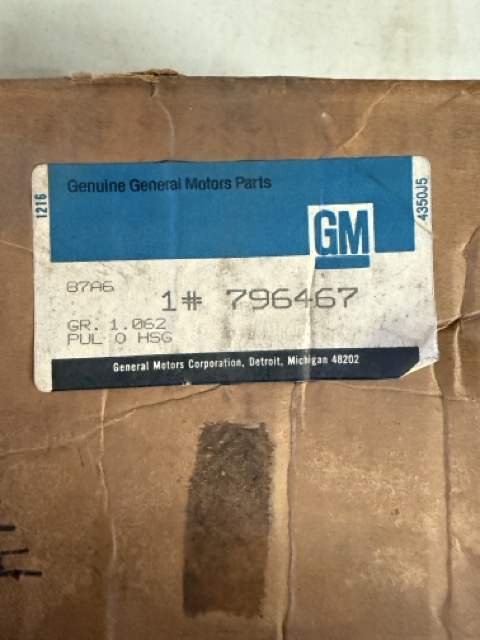 Genuine General Motors Parts
1216
4350J5
GM
87A6
1# 796467
GR. 1.062
PUL O HSG
General Motors Corporation, Detroit, Michigan 48202